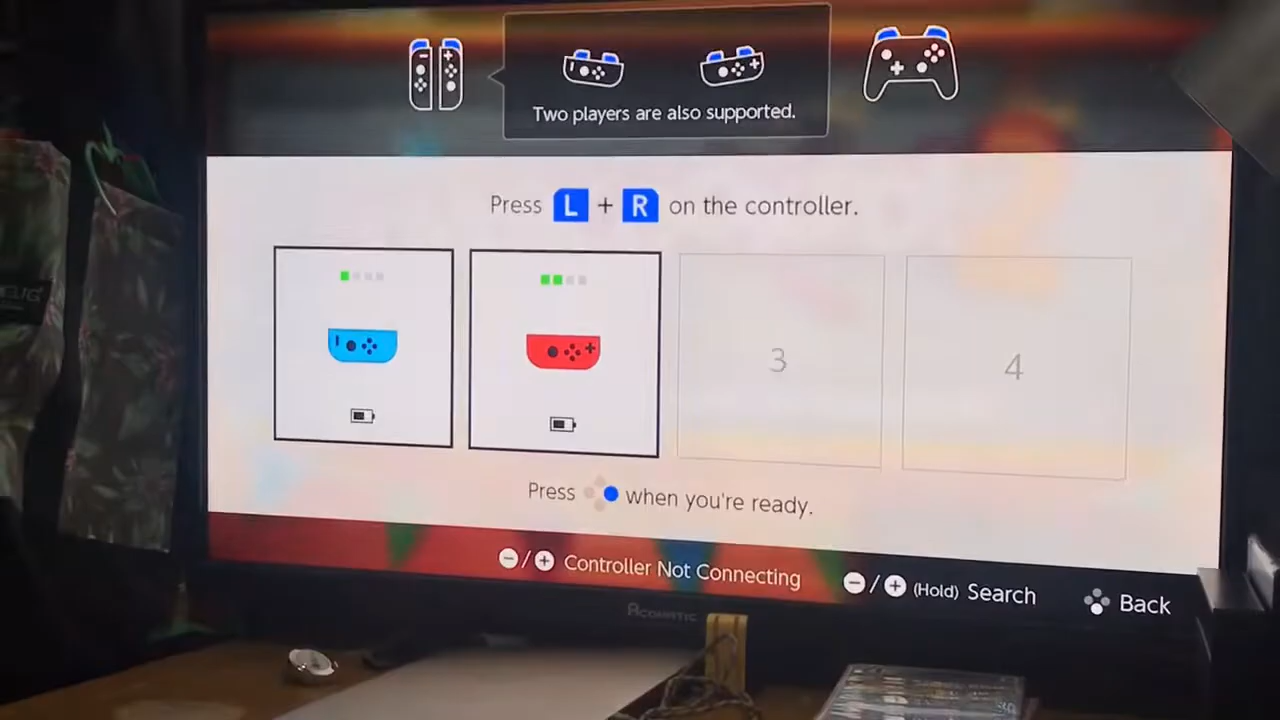 Two players are also supported.
Press L + R on the controller.
3
4
Press when you're ready.
−/+ Controller Not Connecting
−/+ (Hold) Search
Back
ACOMATIC